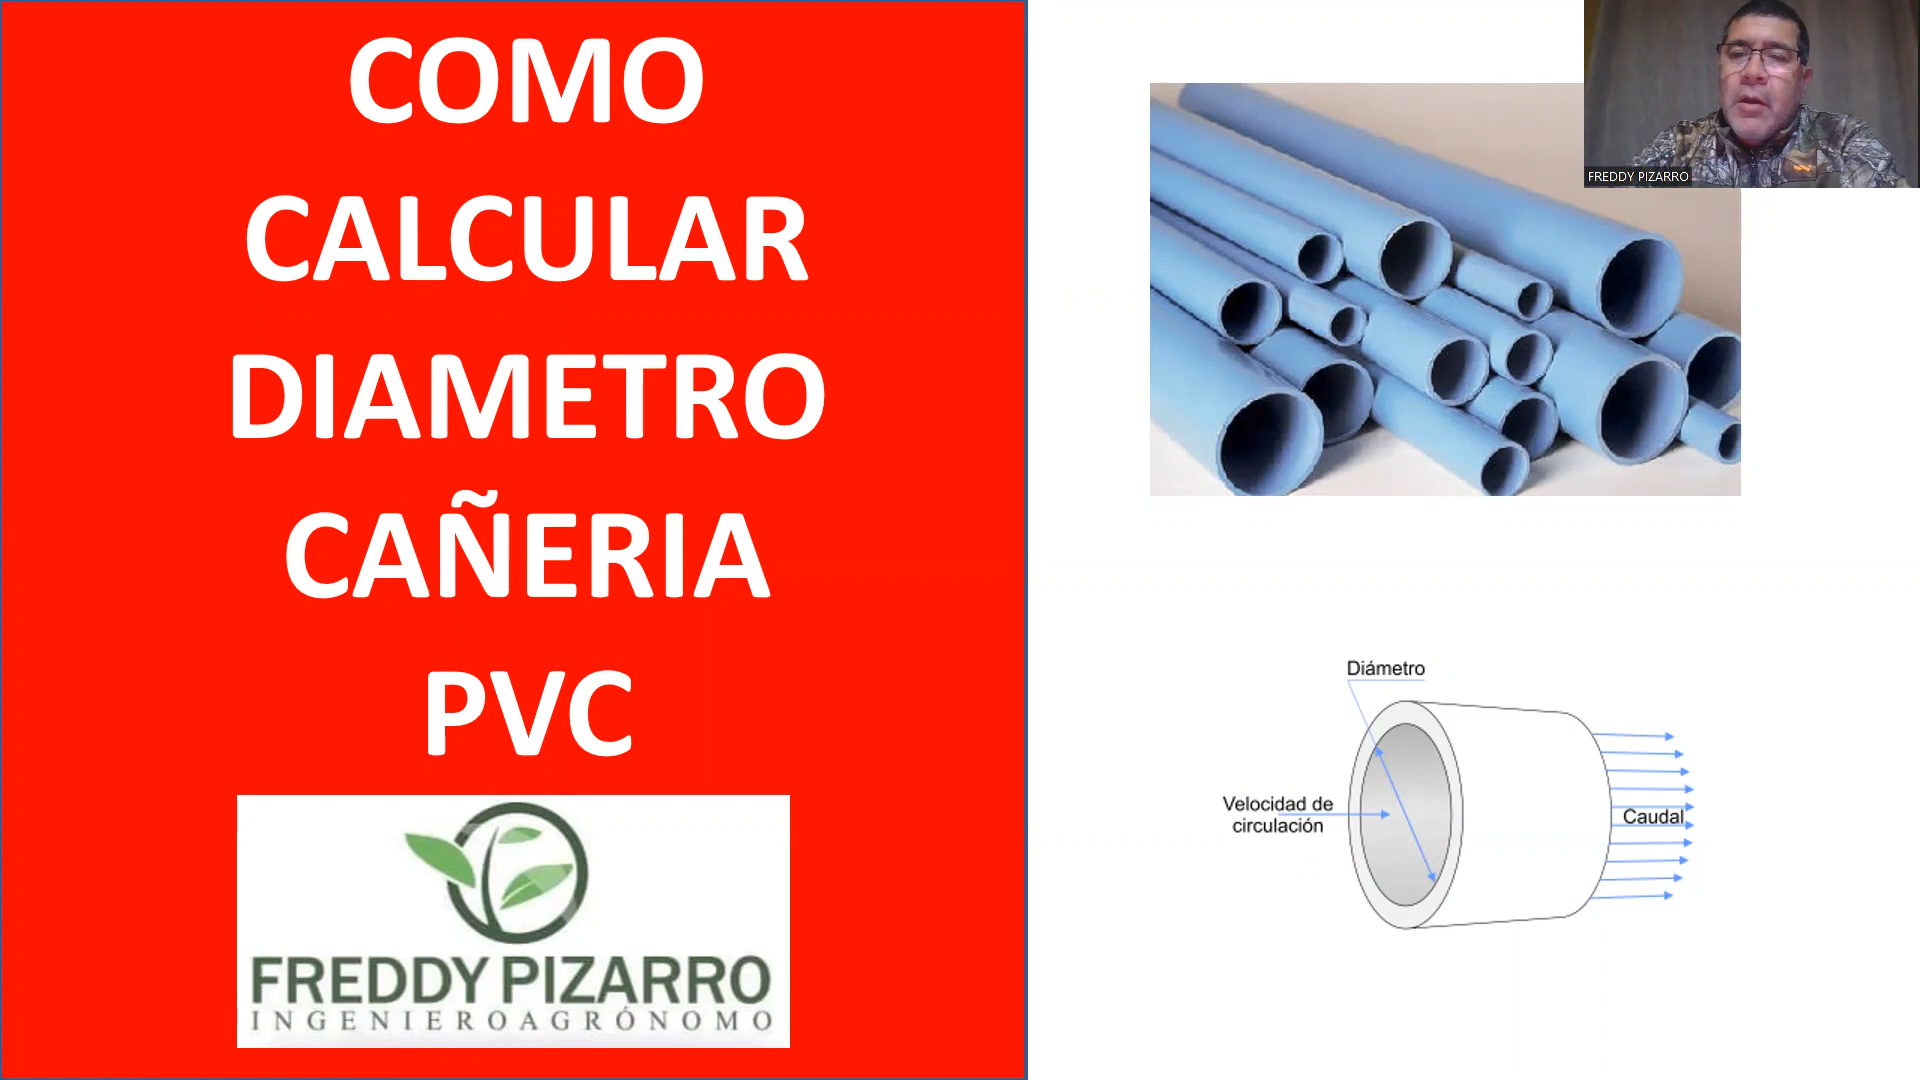 COMO
CALCULAR
DIAMETRO
CAÑERIA
PVC
FREDDY PIZARRO
INGENIEROAGRÓNOMO
FREDDY PIZARRO
Diámetro
Velocidad de
circulación
Caudal